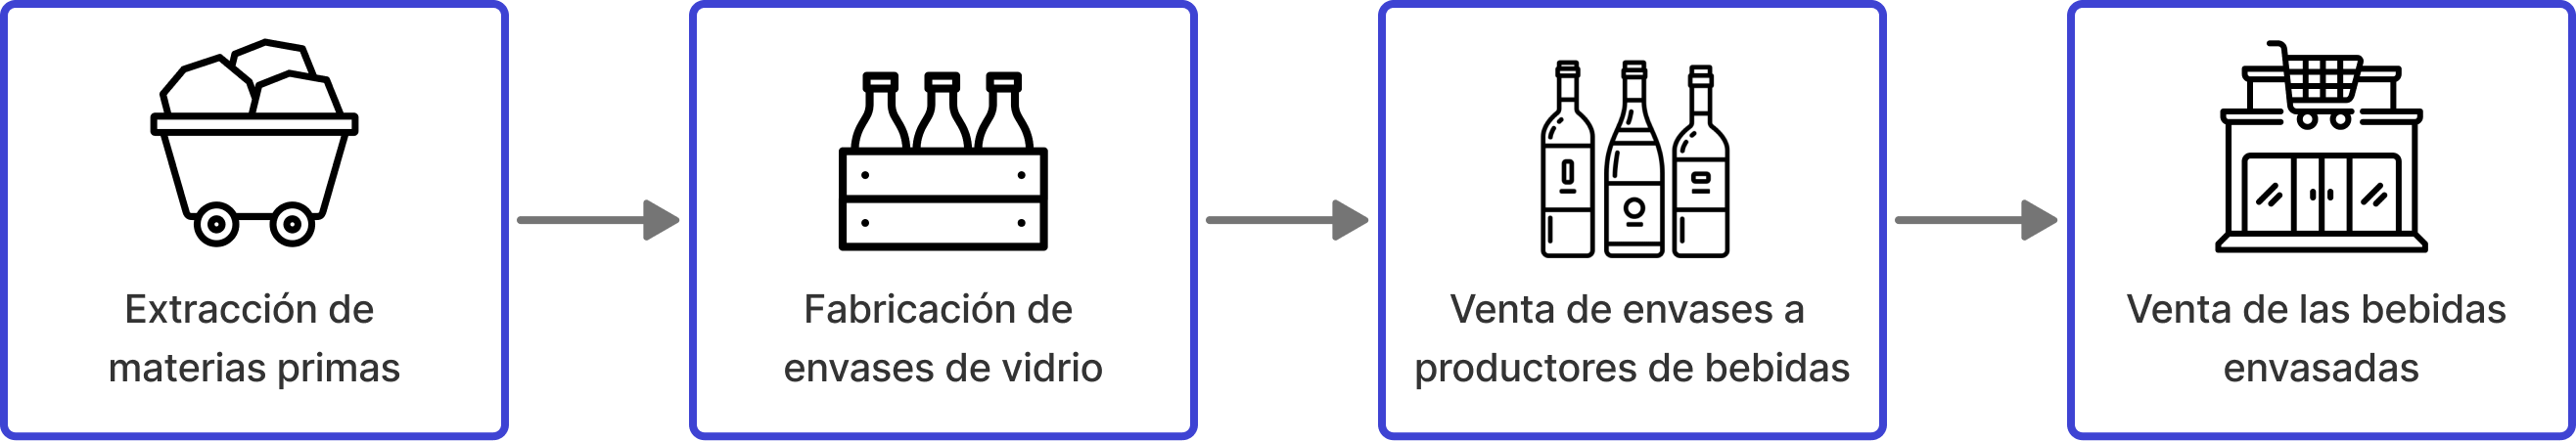 Extracción de
materias primas
Fabricación de
envases de vidrio
Venta de envases a
productores de bebidas
Venta de las bebidas
envasadas